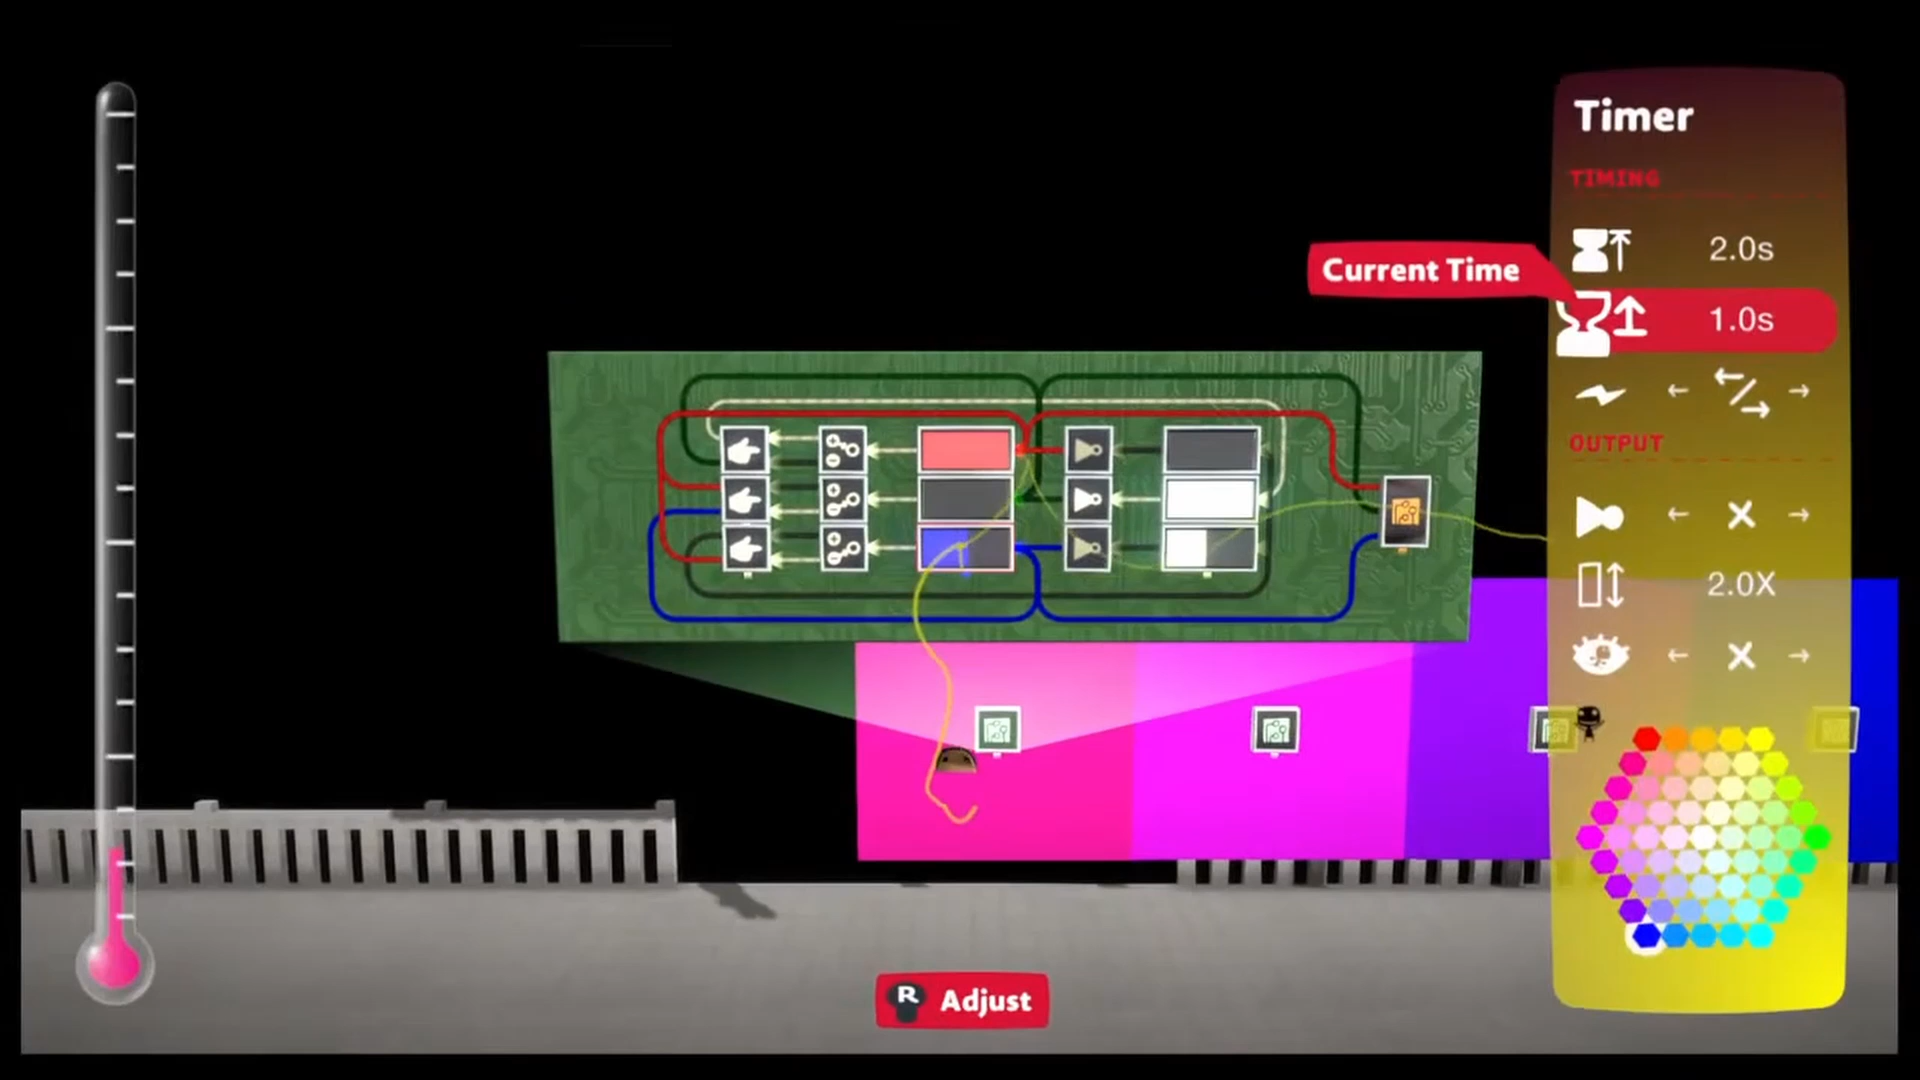 Timer
TIMING
2.0s
Current Time
1.0s
OUTPUT
2.0X
R Adjust